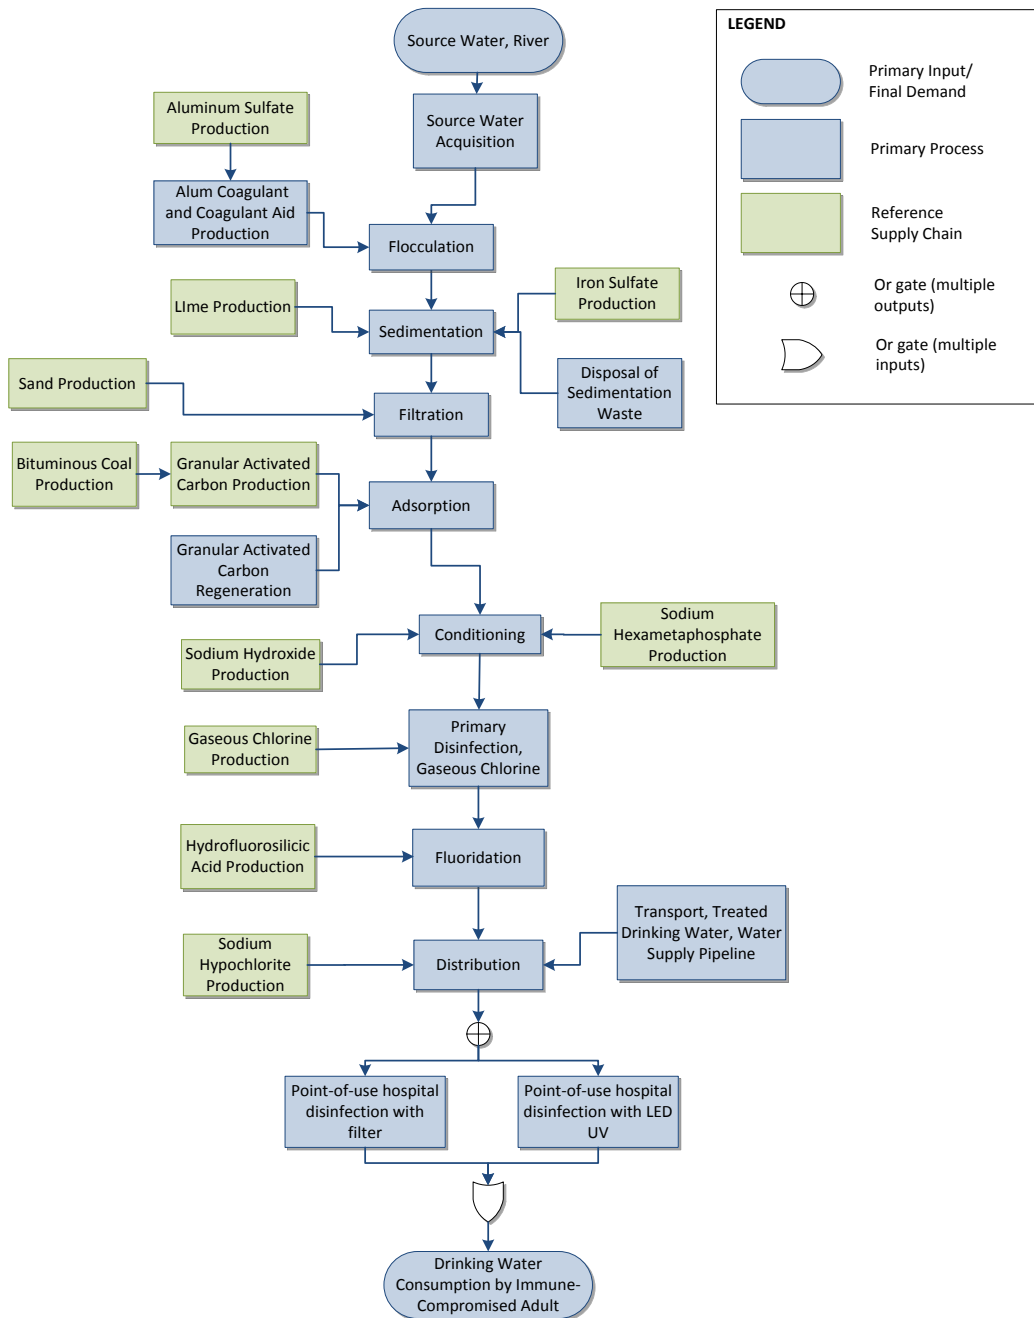 Source Water, River
LEGEND
Primary Input/
Final Demand
Primary Process
Reference
Supply Chain
Or gate (multiple
outputs)
Or gate (multiple
inputs)
Aluminum Sulfate
Production
Source Water
Acquisition
Alum Coagulant
and Coagulant Aid
Production
Flocculation
LIme Production
Iron Sulfate
Production
Sedimentation
Disposal of
Sedimentation
Waste
Sand Production
Filtration
Bituminous Coal
Production
Granular Activated
Carbon Production
Adsorption
Granular Activated
Carbon
Regeneration
Sodium Hydroxide
Production
Conditioning
Sodium
Hexametaphosphate
Production
Gaseous Chlorine
Production
Primary
Disinfection,
Gaseous Chlorine
Hydrofluorosilicic
Acid Production
Fluoridation
Transport, Treated
Drinking Water, Water
Supply Pipeline
Sodium
Hypochlorite
Production
Distribution
Point-of-use hospital
disinfection with
filter
Point-of-use hospital
disinfection with LED
UV
Drinking Water
Consumption by Immune-
Compromised Adult